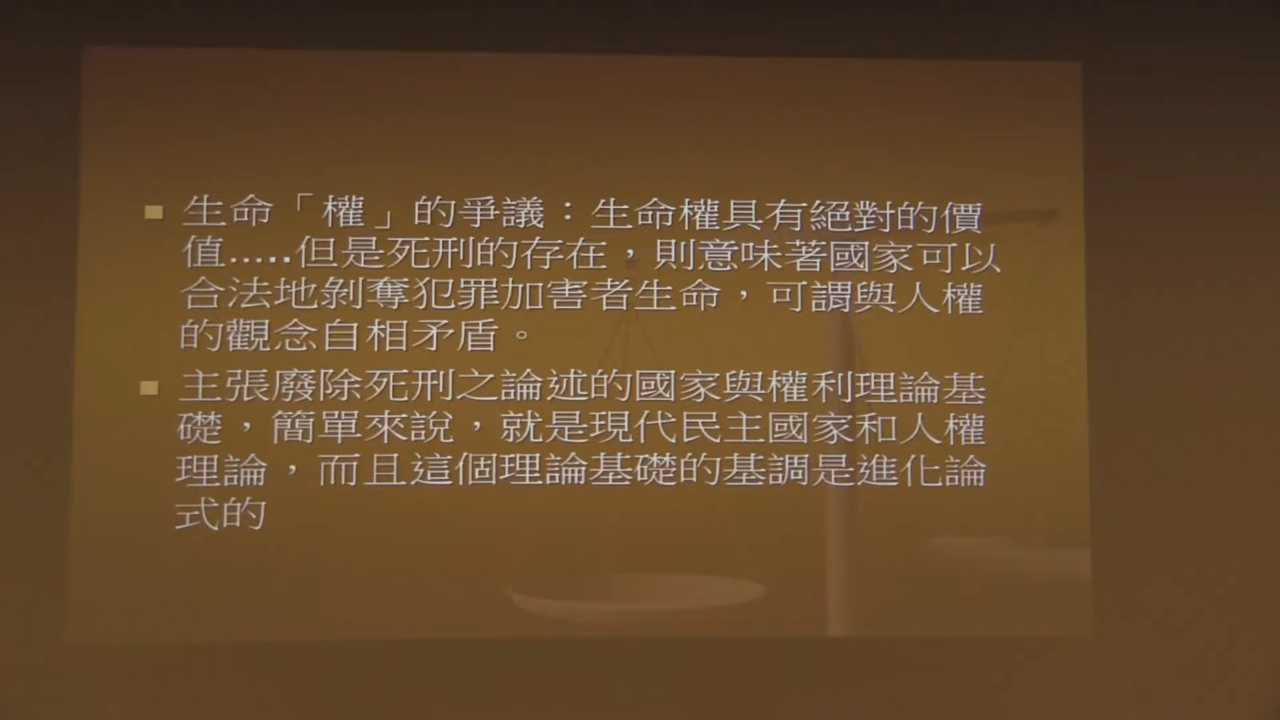 生命「權」的爭議：生命權具有絕對的價
值.....但是死刑的存在，則意味著國家可以
合法地剝奪犯罪加害者生命，可謂與人權
的觀念自相矛盾。
主張廢除死刑之論述的國家與權利理論基
礎，簡單來說，就是現代民主國家和人權
理論，而且這個理論基礎的基調是進化論
式的